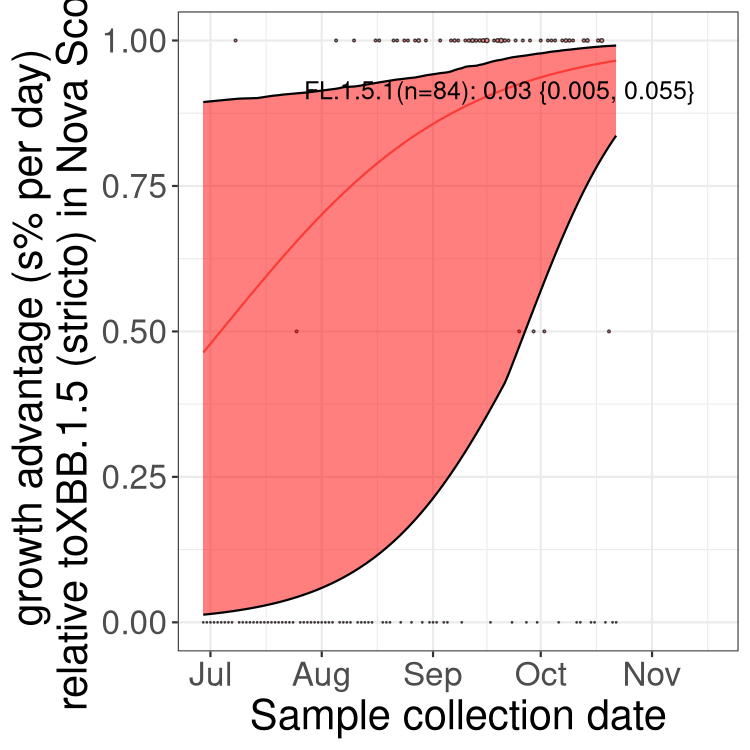 growth advantage (s% per day)
relative toXBB.1.5 (stricto) in Nova Sco
1.00
0.75
0.50
0.25
0.00
FL.1.5.1(n=84): 0.03 {0.005, 0.055}
Jul Aug Sep Oct Nov
Sample collection date